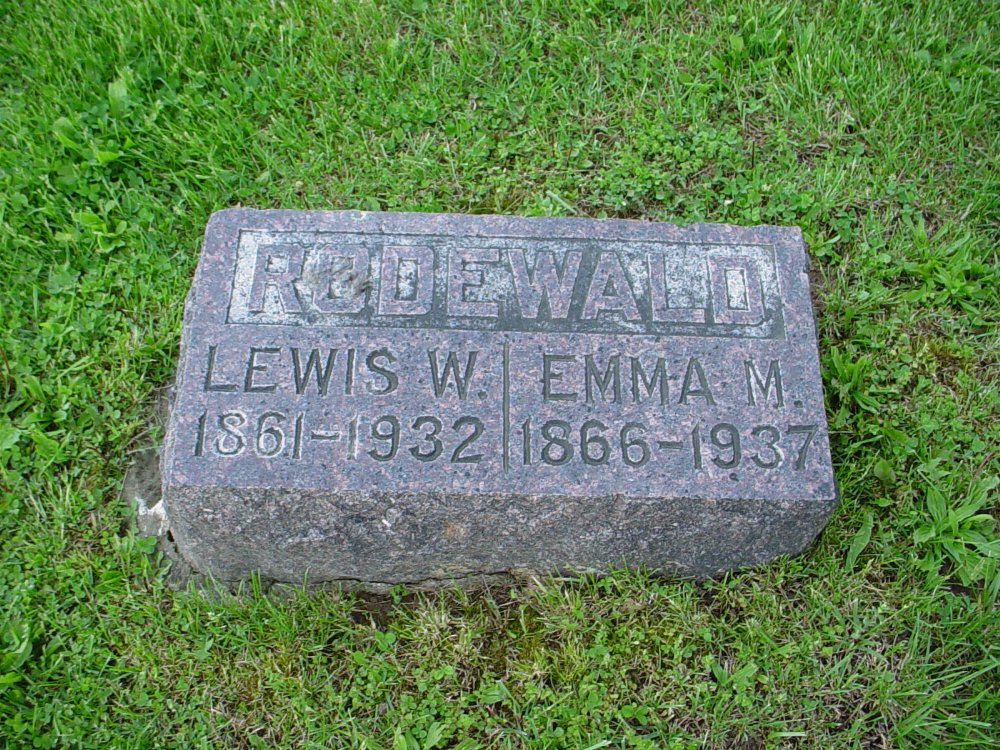 RODEWALD
LEWIS W. EMMA M.
1861-1932 1866-1937